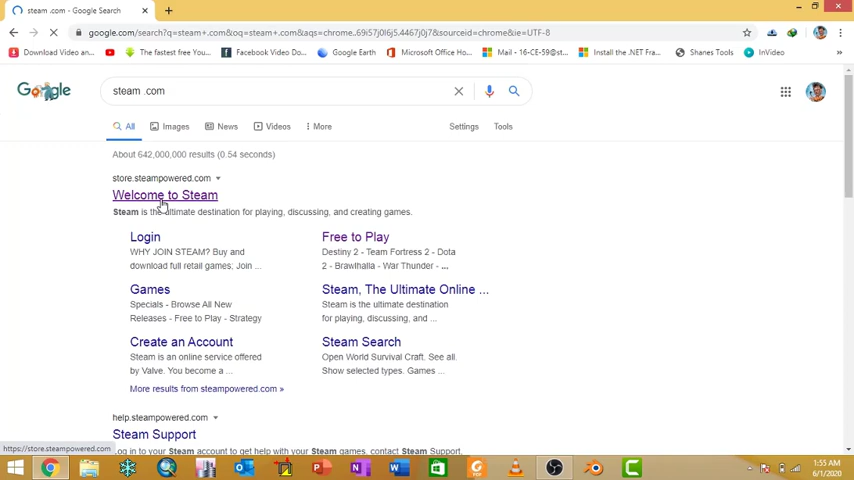 steam .com - Google Search
google.com/search?q=steam+.com&oq=steam+.com&aqs=chrome..69i57j0l6j5.4467j0j7&sourceid=chrome&ie=UTF-8
Download Video an... The fastest free You... Facebook Video Do... Google Earth Microsoft Office Ho... Mail - 16-CE-59@st... Install the .NET Fra... Shanes Tools InVideo »
Google steam .com
All Images News Videos More Settings Tools
About 642,000,000 results (0.54 seconds)
store.steampowered.com
Welcome to Steam
Steam is the ultimate destination for playing, discussing, and creating games.
Login
WHY JOIN STEAM? Buy and
download full retail games; Join ...
Free to Play
Destiny 2 - Team Fortress 2 - Dota
2 - Brawlhalla - War Thunder - ...
Games
Specials - Browse All New
Releases - Free to Play - Strategy
Steam, The Ultimate Online ...
Steam is the ultimate destination
for playing, discussing, and ...
Create an Account
Steam is an online service offered
by Valve. You become a ...
Steam Search
Open World Survival Craft. See all.
Show selected types. Games ...
More results from steampowered.com »
help.steampowered.com
Steam Support
Log in to your Steam account to get help with your Steam games, contact Steam Support,
https://store.steampowered.com
1:55 AM
6/1/2020